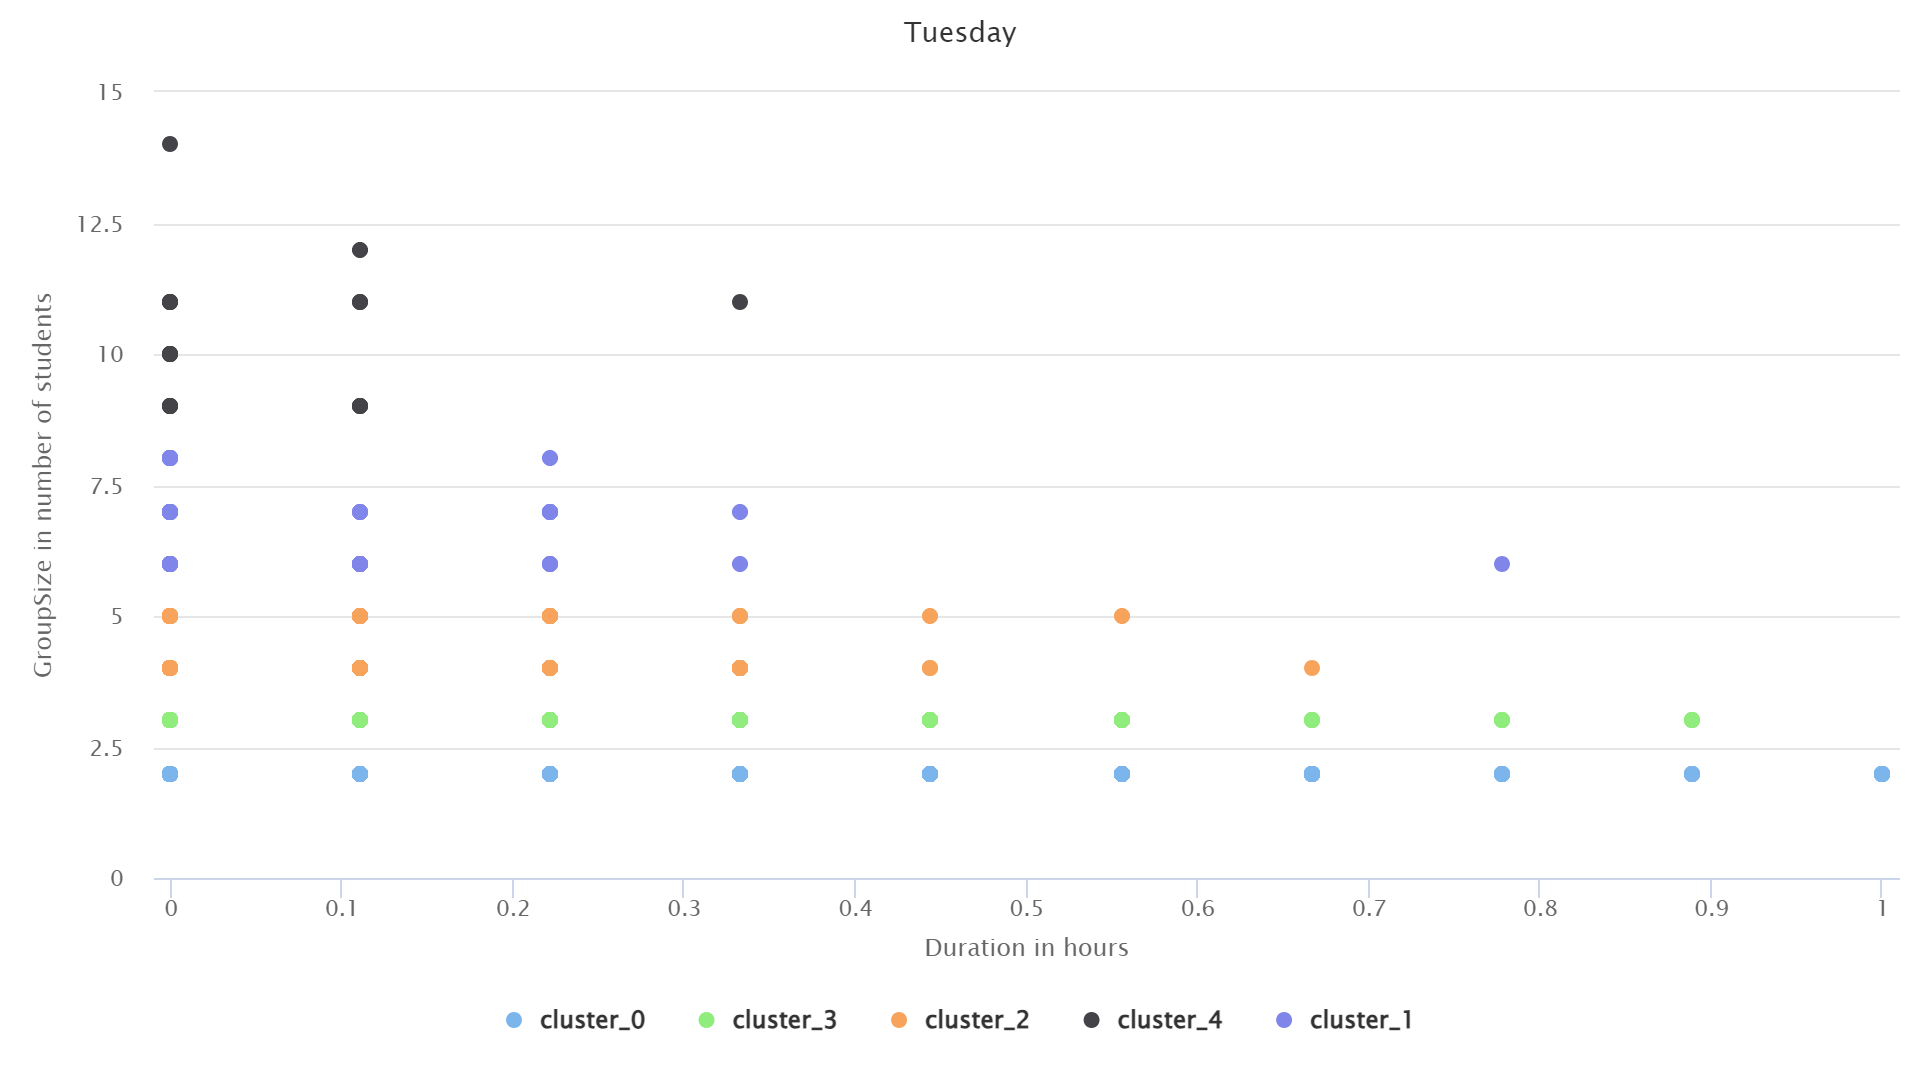 Tuesday
15
12.5
10
7.5
5
2.5
0
GroupSize in number of students
0 0.1 0.2 0.3 0.4 0.5 0.6 0.7 0.8 0.9 1
Duration in hours
cluster_0 cluster_3 cluster_2 cluster_4 cluster_1